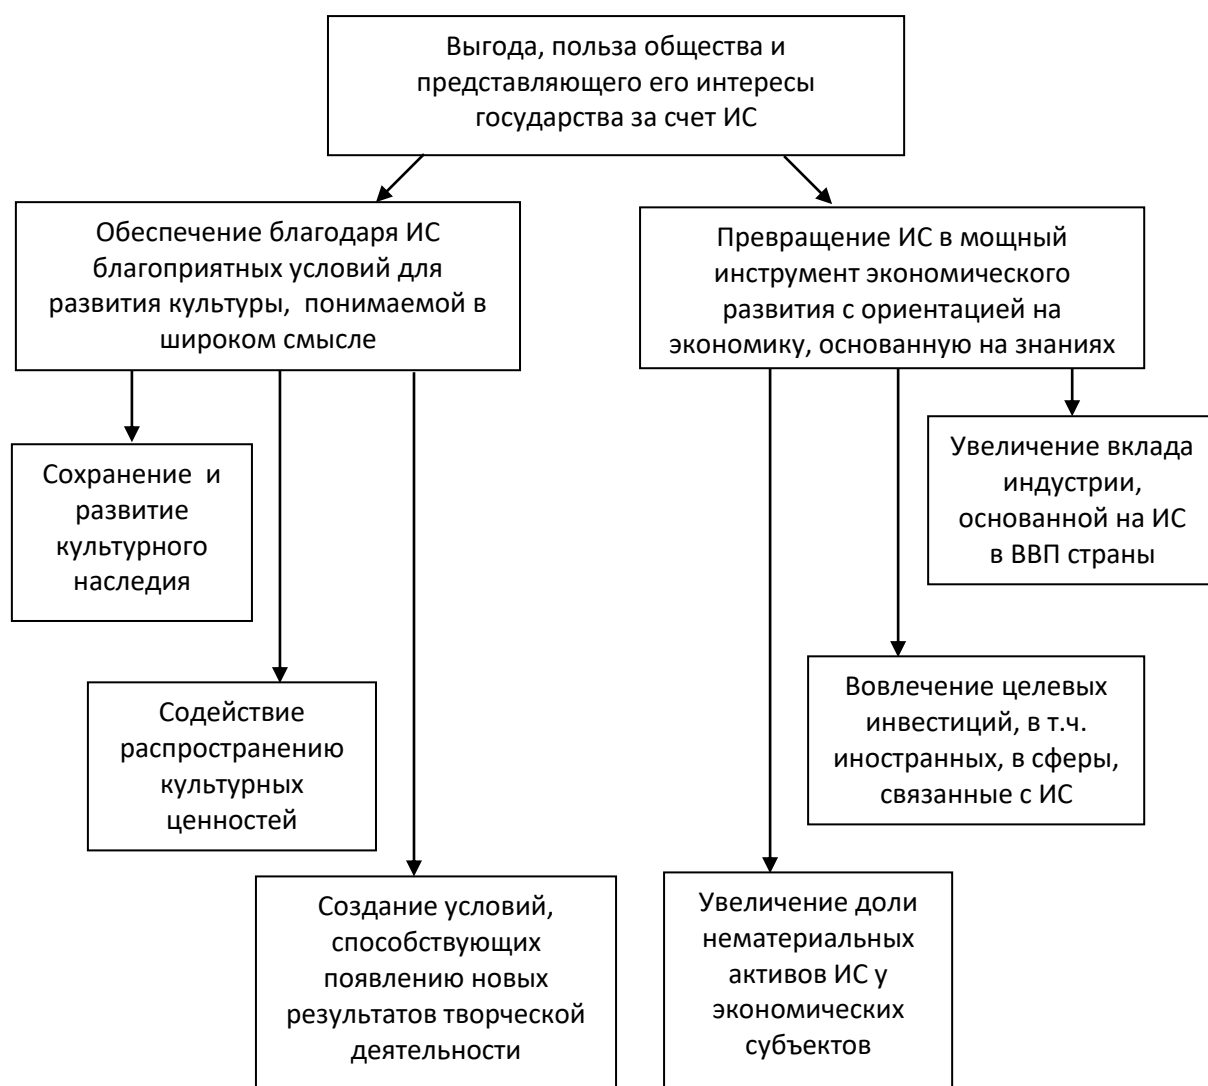 Выгода, польза общества и
представляющего его интересы
государства за счет ИС
Обеспечение благодаря ИС
благоприятных условий для
развития культуры,  понимаемой в
широком смысле
Превращение ИС в мощный
инструмент экономического
развития с ориентацией на
экономику, основанную на знаниях
Сохранение  и
развитие
культурного
наследия
Увеличение вклада
индустрии,
основанной на ИС
в ВВП страны
Содействие
распространению
культурных
ценностей
Вовлечение целевых
инвестиций, в т.ч.
иностранных, в сферы,
связанные с ИС
Создание условий,
способствующих
появлению новых
результатов творческой
деятельности
Увеличение доли
нематериальных
активов ИС у
экономических
субъектов